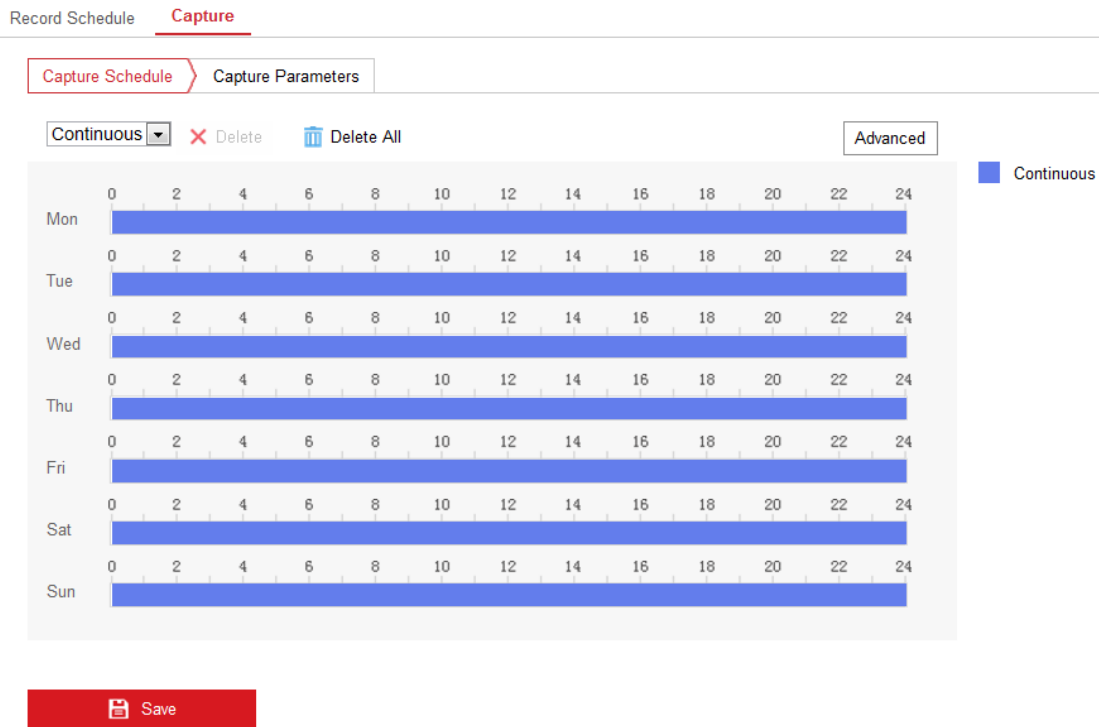 Record Schedule Capture
Capture Schedule Capture Parameters
Continuous Delete Delete All Advanced
Continuous
0 2 4 6 8 10 12 14 16 18 20 22 24
Mon
0 2 4 6 8 10 12 14 16 18 20 22 24
Tue
0 2 4 6 8 10 12 14 16 18 20 22 24
Wed
0 2 4 6 8 10 12 14 16 18 20 22 24
Thu
0 2 4 6 8 10 12 14 16 18 20 22 24
Fri
0 2 4 6 8 10 12 14 16 18 20 22 24
Sat
0 2 4 6 8 10 12 14 16 18 20 22 24
Sun
Save